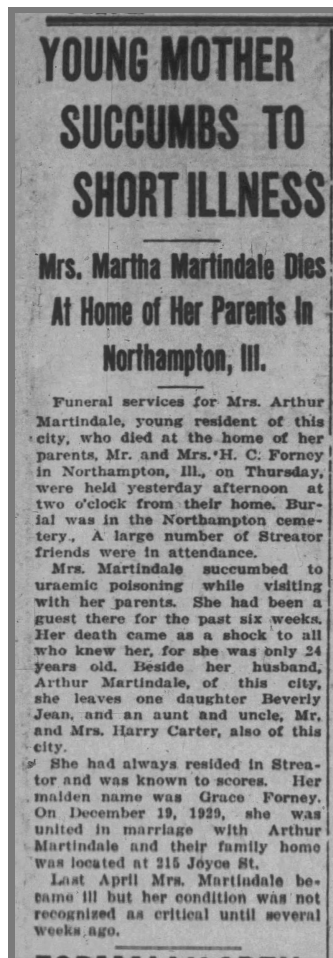 YOUNG MOTHER
SUCCUMBS TO
SHORT ILLNESS
Mrs. Martha Martindale Dies
At Home of Her Parents In
Northampton, Ill.
Funeral services for Mrs. Arthur
Martindale, young resident of this
city, who died at the home of her
parents, Mr. and Mrs. H. C. Forney
in Northampton, Ill., on Thursday,
were held yesterday afternoon at
two o'clock from their home. Bur-
ial was in the Northampton ceme-
tery. A large number of Streator
friends were in attendance.
Mrs. Martindale succumbed to
uraemic poisoning while visiting
with her parents. She had been a
guest there for the past six weeks.
Her death came as a shock to all
who knew her, for she was only 24
years old. Beside her husband,
Arthur Martindale, of this city,
she leaves one daughter Beverly
Jean, and an aunt and uncle, Mr.
and Mrs. Harry Carter, also of this
city.
She had always resided in Strea-
tor and was known to scores. Her
maiden name was Grace Forney.
On December 19, 1929, she was
united in marriage with Arthur
Martindale and their family home
was located at 215 Joyce St.
Last April Mrs. Martindale be-
came ill but her condition was not
recognized as critical until several
weeks ago.